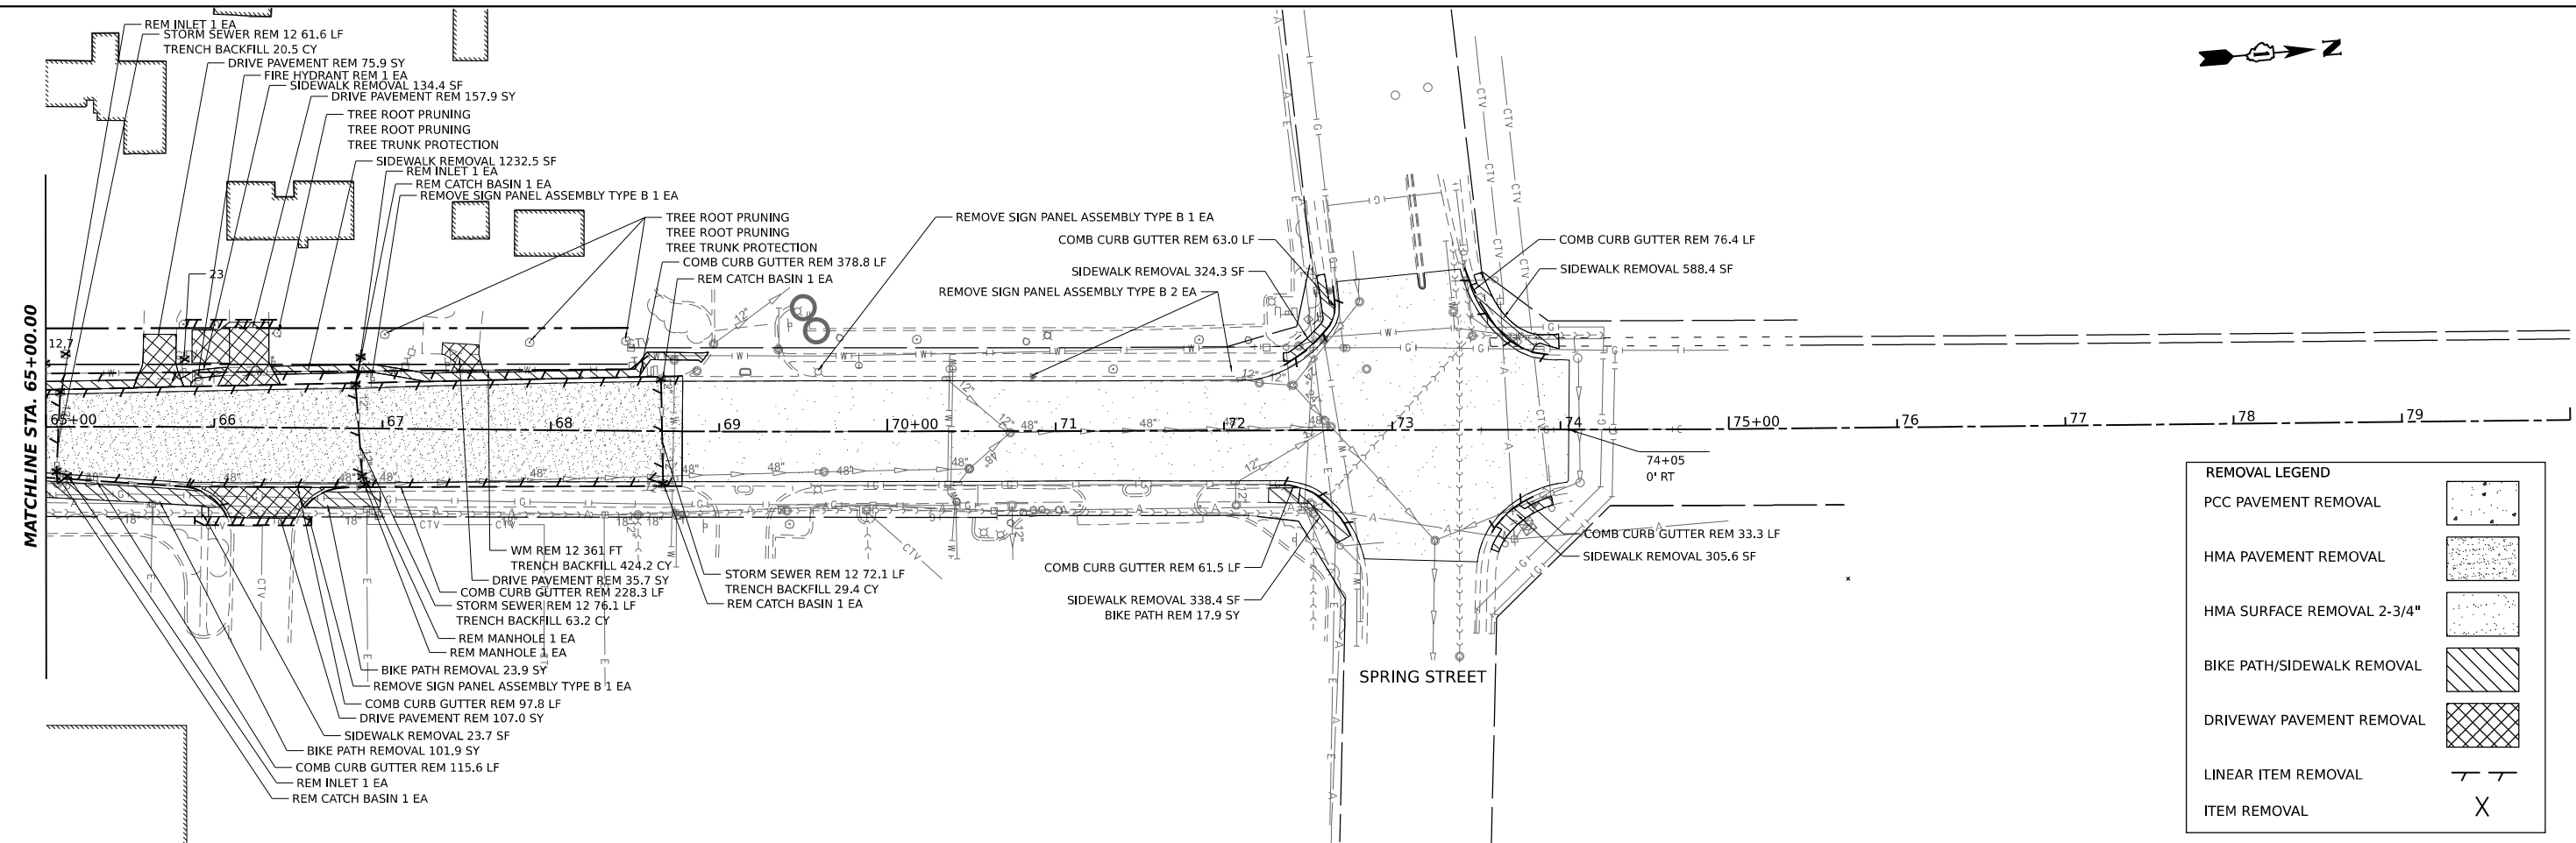 REM INLET 1 EA
STORM SEWER REM 12 61.6 LF
TRENCH BACKFILL 20.5 CY
DRIVE PAVEMENT REM 75.9 SY
FIRE HYDRANT REM 1 EA
SIDEWALK REMOVAL 134.4 SF
DRIVE PAVEMENT REM 157.9 SY
TREE ROOT PRUNING
TREE ROOT PRUNING
TREE TRUNK PROTECTION
SIDEWALK REMOVAL 1232.5 SF
REM INLET 1 EA
REM CATCH BASIN 1 EA
REMOVE SIGN PANEL ASSEMBLY TYPE B 1 EA
TREE ROOT PRUNING
TREE ROOT PRUNING
TREE TRUNK PROTECTION
COMB CURB GUTTER REM 378.8 LF
REM CATCH BASIN 1 EA
REMOVE SIGN PANEL ASSEMBLY TYPE B 1 EA
COMB CURB GUTTER REM 63.0 LF
SIDEWALK REMOVAL 324.3 SF
REMOVE SIGN PANEL ASSEMBLY TYPE B 2 EA
COMB CURB GUTTER REM 76.4 LF
SIDEWALK REMOVAL 588.4 SF
N
23
12,7
MATCHLINE STA. 65+00.00
65+00
66
67
68
69
70+00
71
72
73
74
75+00
76
77
78
79
74+05
0' RT
WM REM 12 361 FT
TRENCH BACKFILL 424.2 CY
DRIVE PAVEMENT REM 35.7 SY
COMB CURB GUTTER REM 228.3 LF
STORM SEWER REM 12 76.1 LF
TRENCH BACKFILL 63.2 CY
REM MANHOLE 1 EA
REM MANHOLE 1 EA
BIKE PATH REMOVAL 23.9 SY
REMOVE SIGN PANEL ASSEMBLY TYPE B 1 EA
COMB CURB GUTTER REM 97.8 LF
DRIVE PAVEMENT REM 107.0 SY
SIDEWALK REMOVAL 23.7 SF
BIKE PATH REMOVAL 101.9 SY
COMB CURB GUTTER REM 115.6 LF
REM INLET 1 EA
REM CATCH BASIN 1 EA
STORM SEWER REM 12 72.1 LF
TRENCH BACKFILL 29.4 CY
REM CATCH BASIN 1 EA
COMB CURB GUTTER REM 61.5 LF
SIDEWALK REMOVAL 338.4 SF
BIKE PATH REM 17.9 SY
COMB CURB GUTTER REM 33.3 LF
SIDEWALK REMOVAL 305.6 SF
SPRING STREET
REMOVAL LEGEND
PCC PAVEMENT REMOVAL
HMA PAVEMENT REMOVAL
HMA SURFACE REMOVAL 2-3/4"
BIKE PATH/SIDEWALK REMOVAL
DRIVEWAY PAVEMENT REMOVAL
LINEAR ITEM REMOVAL
ITEM REMOVAL